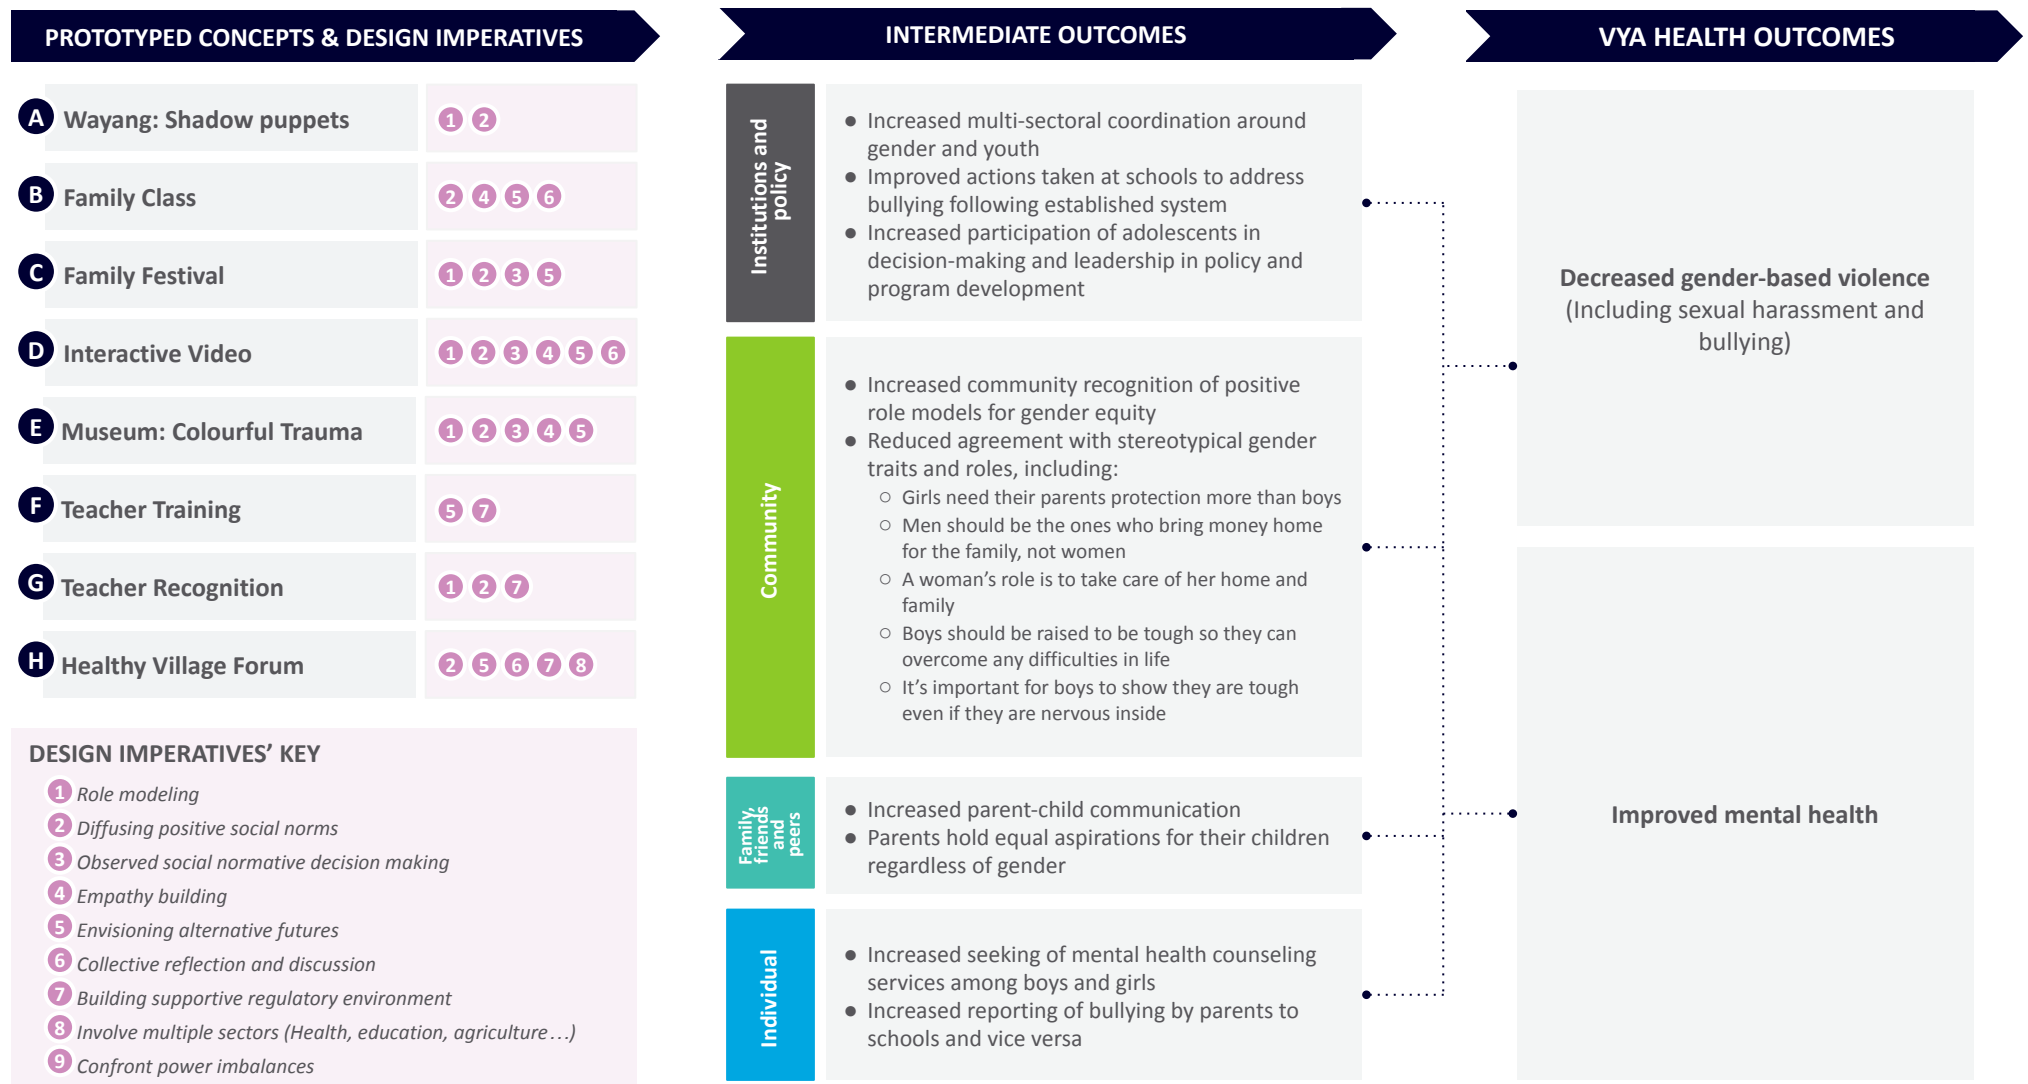 PROTOTYPED CONCEPTS & DESIGN IMPERATIVES
A Wayang: Shadow puppets 1 2
B Family Class 2 4 5 6
C Family Festival 1 2 3 5
D Interactive Video 1 2 3 4 5 6
E Museum: Colourful Trauma 1 2 3 4 5
F Teacher Training 5 7
G Teacher Recognition 1 2 7
H Healthy Village Forum 2 5 6 7 8
DESIGN IMPERATIVES’ KEY
1 Role modeling
2 Diffusing positive social norms
3 Observed social normative decision making
4 Empathy building
5 Envisioning alternative futures
6 Collective reflection and discussion
7 Building supportive regulatory environment
8 Involve multiple sectors (Health, education, agriculture…)
9 Confront power imbalances
INTERMEDIATE OUTCOMES
Institutions and
policy
● Increased multi-sectoral coordination around
gender and youth
● Improved actions taken at schools to address
bullying following established system
● Increased participation of adolescents in
decision-making and leadership in policy and
program development
Community
● Increased community recognition of positive
role models for gender equity
● Reduced agreement with stereotypical gender
traits and roles, including:
○ Girls need their parents protection more than boys
○ Men should be the ones who bring money home
for the family, not women
○ A woman’s role is to take care of her home and
family
○ Boys should be raised to be tough so they can
overcome any difficulties in life
○ It’s important for boys to show they are tough
even if they are nervous inside
Family,
friends
and
peers
● Increased parent-child communication
● Parents hold equal aspirations for their children
regardless of gender
Individual
● Increased seeking of mental health counseling
services among boys and girls
● Increased reporting of bullying by parents to
schools and vice versa
VYA HEALTH OUTCOMES
Decreased gender-based violence
(Including sexual harassment and
bullying)
Improved mental health